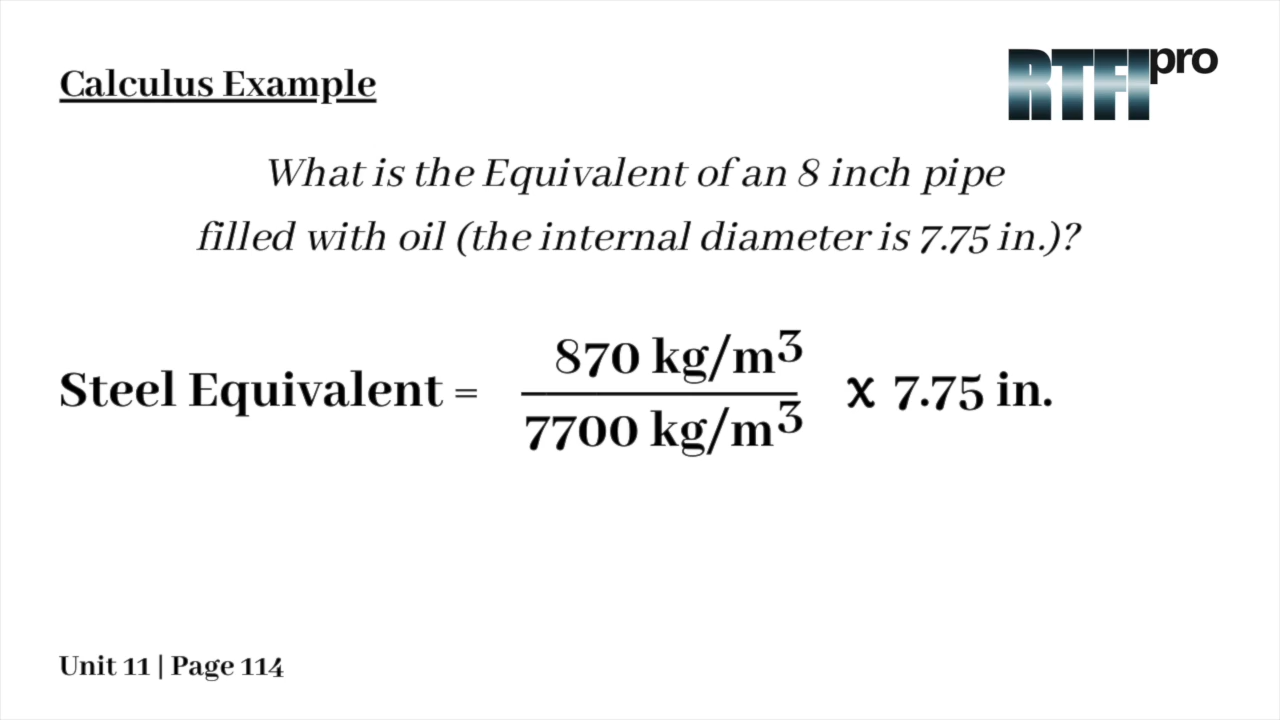 Calculus Example
RTFIpro
What is the Equivalent of an 8 inch pipe
filled with oil (the internal diameter is 7.75 in.)?
Steel Equivalent = 870 kg/m³ / 7700 kg/m³ x 7.75 in.
Unit 11 | Page 114